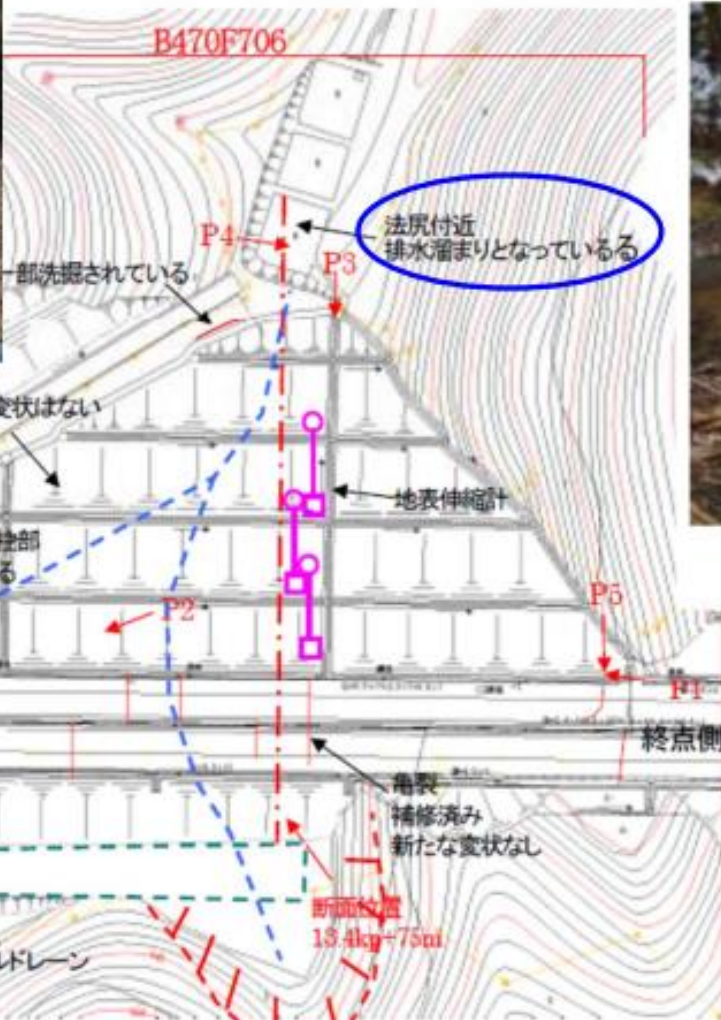 B470F706
法尻付近
排水溜まりとなっているる
P4
P3
一部洗掘されている
変状はない
地表伸縮計
P2
P5
P1
終点側
亀裂
補修済み
新たな変状なし
断面位置
13.4kp+75m
ルドレーン